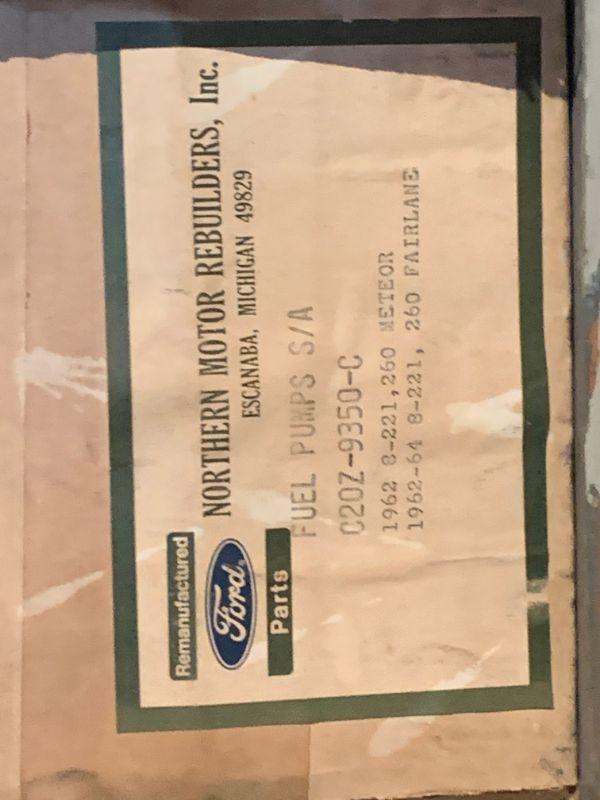 Remanufactured
Ford
Parts
NORTHERN MOTOR REBUILDERS, Inc.
ESCANABA, MICHIGAN 49829
FUEL PUMPS S/A
C2OZ-9350-C
1962 8-221,260 METEOR
1962-64 8-221, 260 FAIRLANE